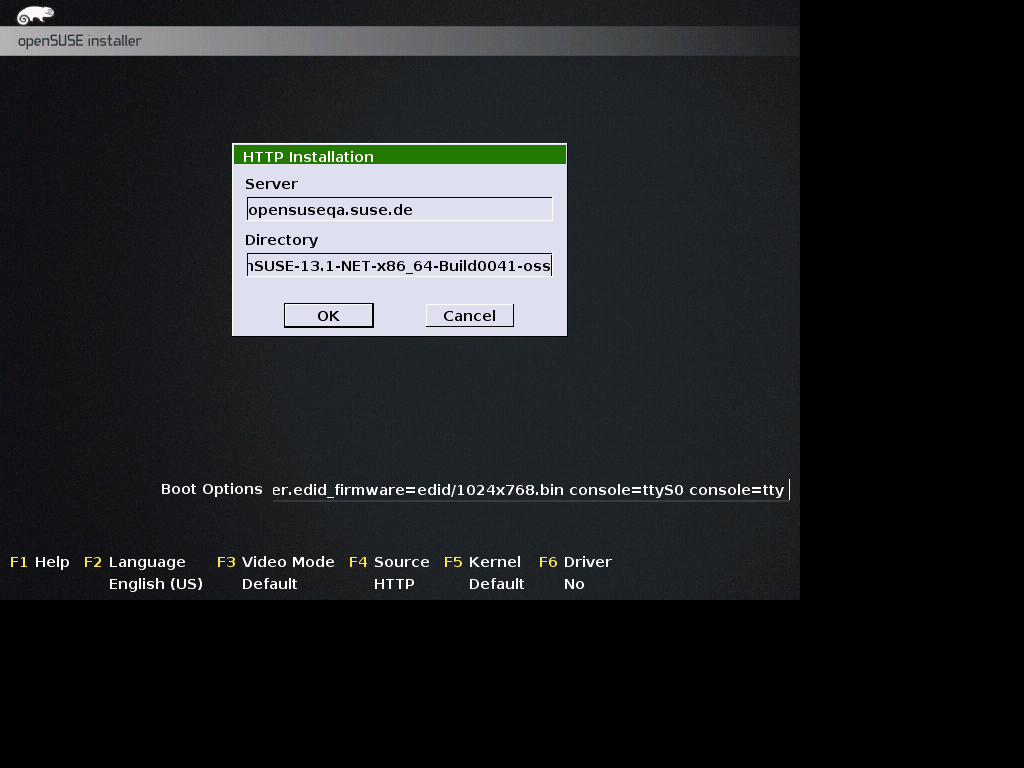 openSUSE installer
HTTP Installation
Server
opensuseqa.suse.de
Directory
SUSE-13.1-NET-x86_64-Build0041-oss
OK Cancel
Boot Options er.edid_firmware=edid/1024x768.bin console=ttyS0 console=tty
F1 Help F2 Language F3 Video Mode F4 Source F5 Kernel F6 Driver
English (US) Default HTTP Default No